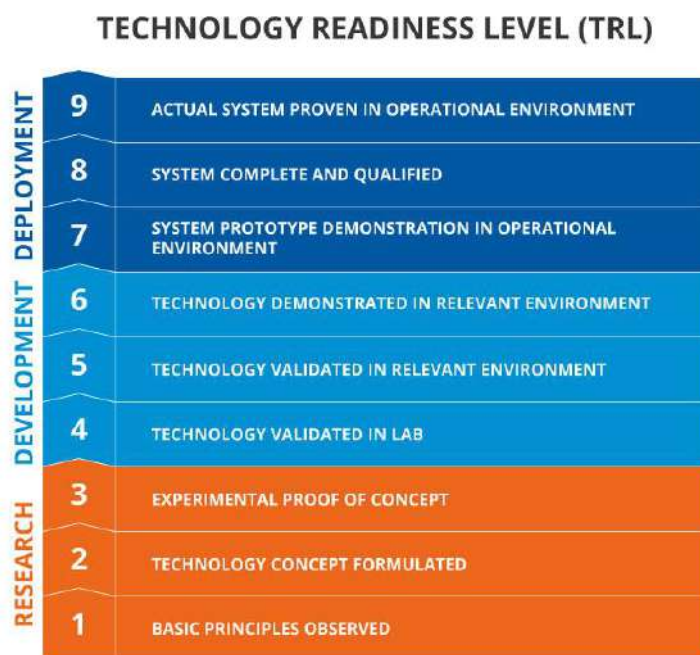 TECHNOLOGY READINESS LEVEL (TRL)
DEPLOYMENT
9 ACTUAL SYSTEM PROVEN IN OPERATIONAL ENVIRONMENT
8 SYSTEM COMPLETE AND QUALIFIED
7 SYSTEM PROTOTYPE DEMONSTRATION IN OPERATIONAL
ENVIRONMENT
DEVELOPMENT
6 TECHNOLOGY DEMONSTRATED IN RELEVANT ENVIRONMENT
5 TECHNOLOGY VALIDATED IN RELEVANT ENVIRONMENT
4 TECHNOLOGY VALIDATED IN LAB
RESEARCH
3 EXPERIMENTAL PROOF OF CONCEPT
2 TECHNOLOGY CONCEPT FORMULATED
1 BASIC PRINCIPLES OBSERVED